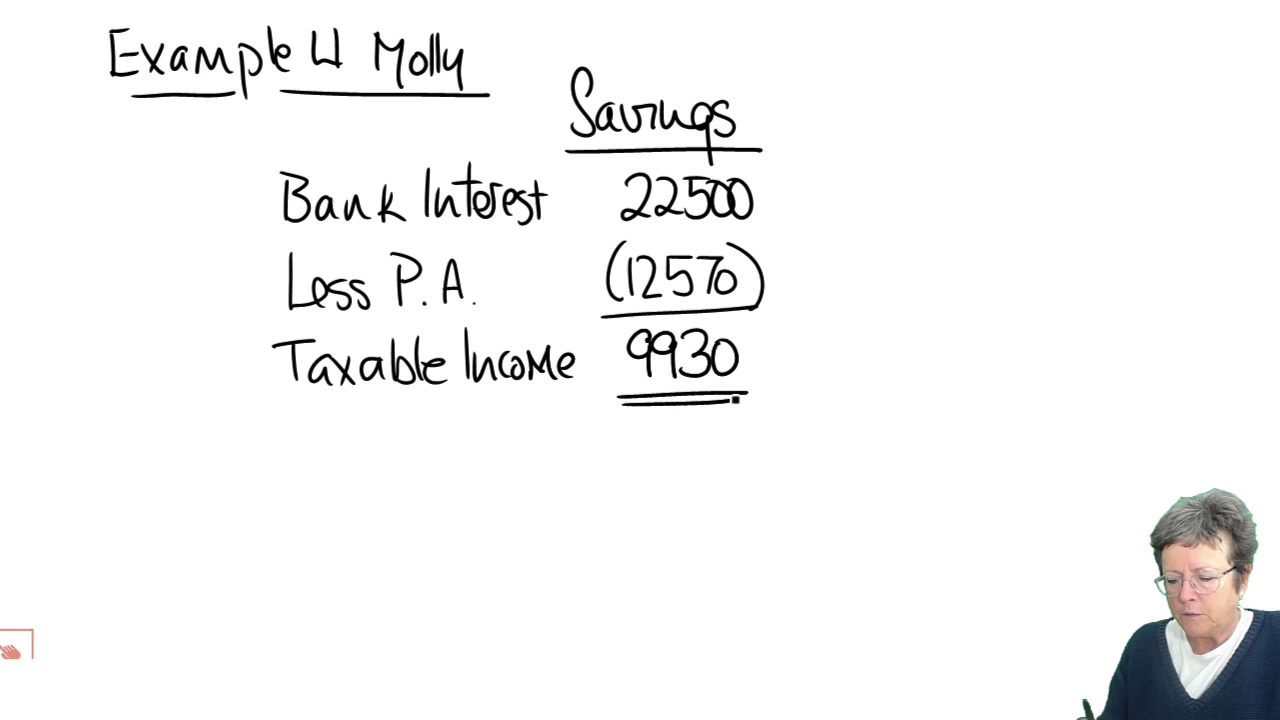 Example 4 Molly
Savings
Bank Interest 22500
Less P.A. (12570)
Taxable Income 9930